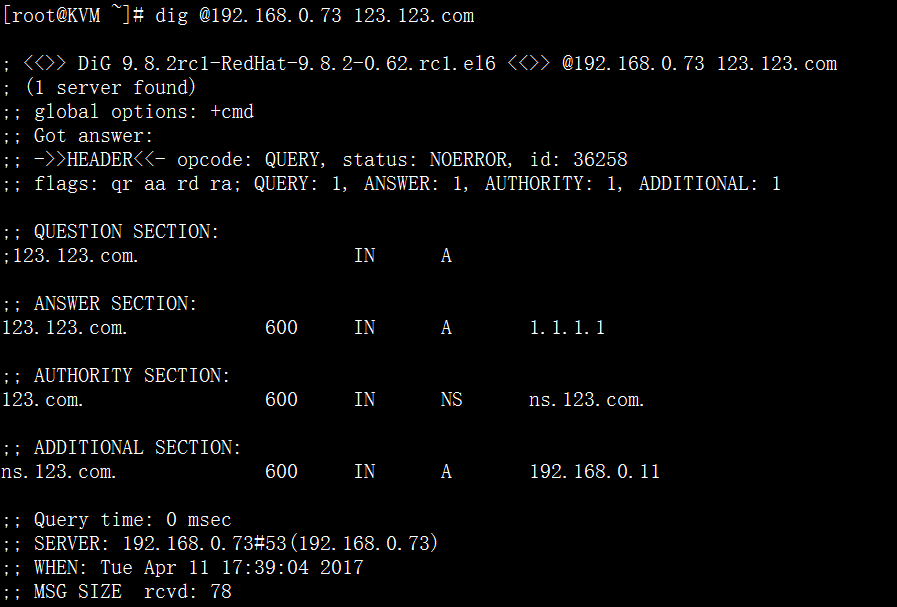 [root@KVM ~]# dig @192.168.0.73 123.123.com
; <<>> DiG 9.8.2rc1-RedHat-9.8.2-0.62.rc1.el6 <<>> @192.168.0.73 123.123.com
; (1 server found)
;; global options: +cmd
;; Got answer:
;; ->>HEADER<<- opcode: QUERY, status: NOERROR, id: 36258
;; flags: qr aa rd ra; QUERY: 1, ANSWER: 1, AUTHORITY: 1, ADDITIONAL: 1
;; QUESTION SECTION:
;123.123.com. IN A
;; ANSWER SECTION:
123.123.com. 600 IN A 1.1.1.1
;; AUTHORITY SECTION:
123.com. 600 IN NS ns.123.com.
;; ADDITIONAL SECTION:
ns.123.com. 600 IN A 192.168.0.11
;; Query time: 0 msec
;; SERVER: 192.168.0.73#53(192.168.0.73)
;; WHEN: Tue Apr 11 17:39:04 2017
;; MSG SIZE  rcvd: 78